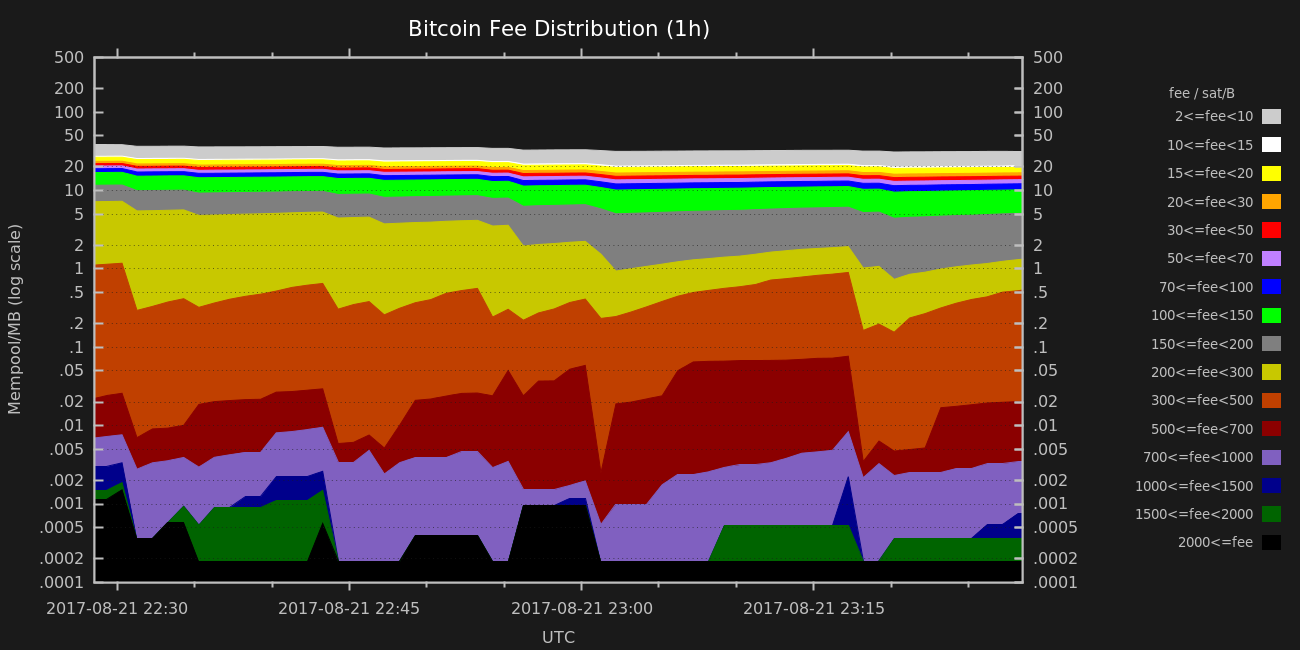 Bitcoin Fee Distribution (1h)
500
200
100
50
20
10
5
2
1
.5
.2
.1
.05
.02
.01
.005
.002
.001
.0005
.0002
.0001
Mempool/MB (log scale)
500
200
100
50
20
10
5
2
1
.5
.2
.1
.05
.02
.01
.005
.002
.001
.0005
.0002
.0001
2017-08-21 22:30
2017-08-21 22:45
2017-08-21 23:00
2017-08-21 23:15
UTC
fee / sat/B
2<=fee<10
10<=fee<15
15<=fee<20
20<=fee<30
30<=fee<50
50<=fee<70
70<=fee<100
100<=fee<150
150<=fee<200
200<=fee<300
300<=fee<500
500<=fee<700
700<=fee<1000
1000<=fee<1500
1500<=fee<2000
2000<=fee